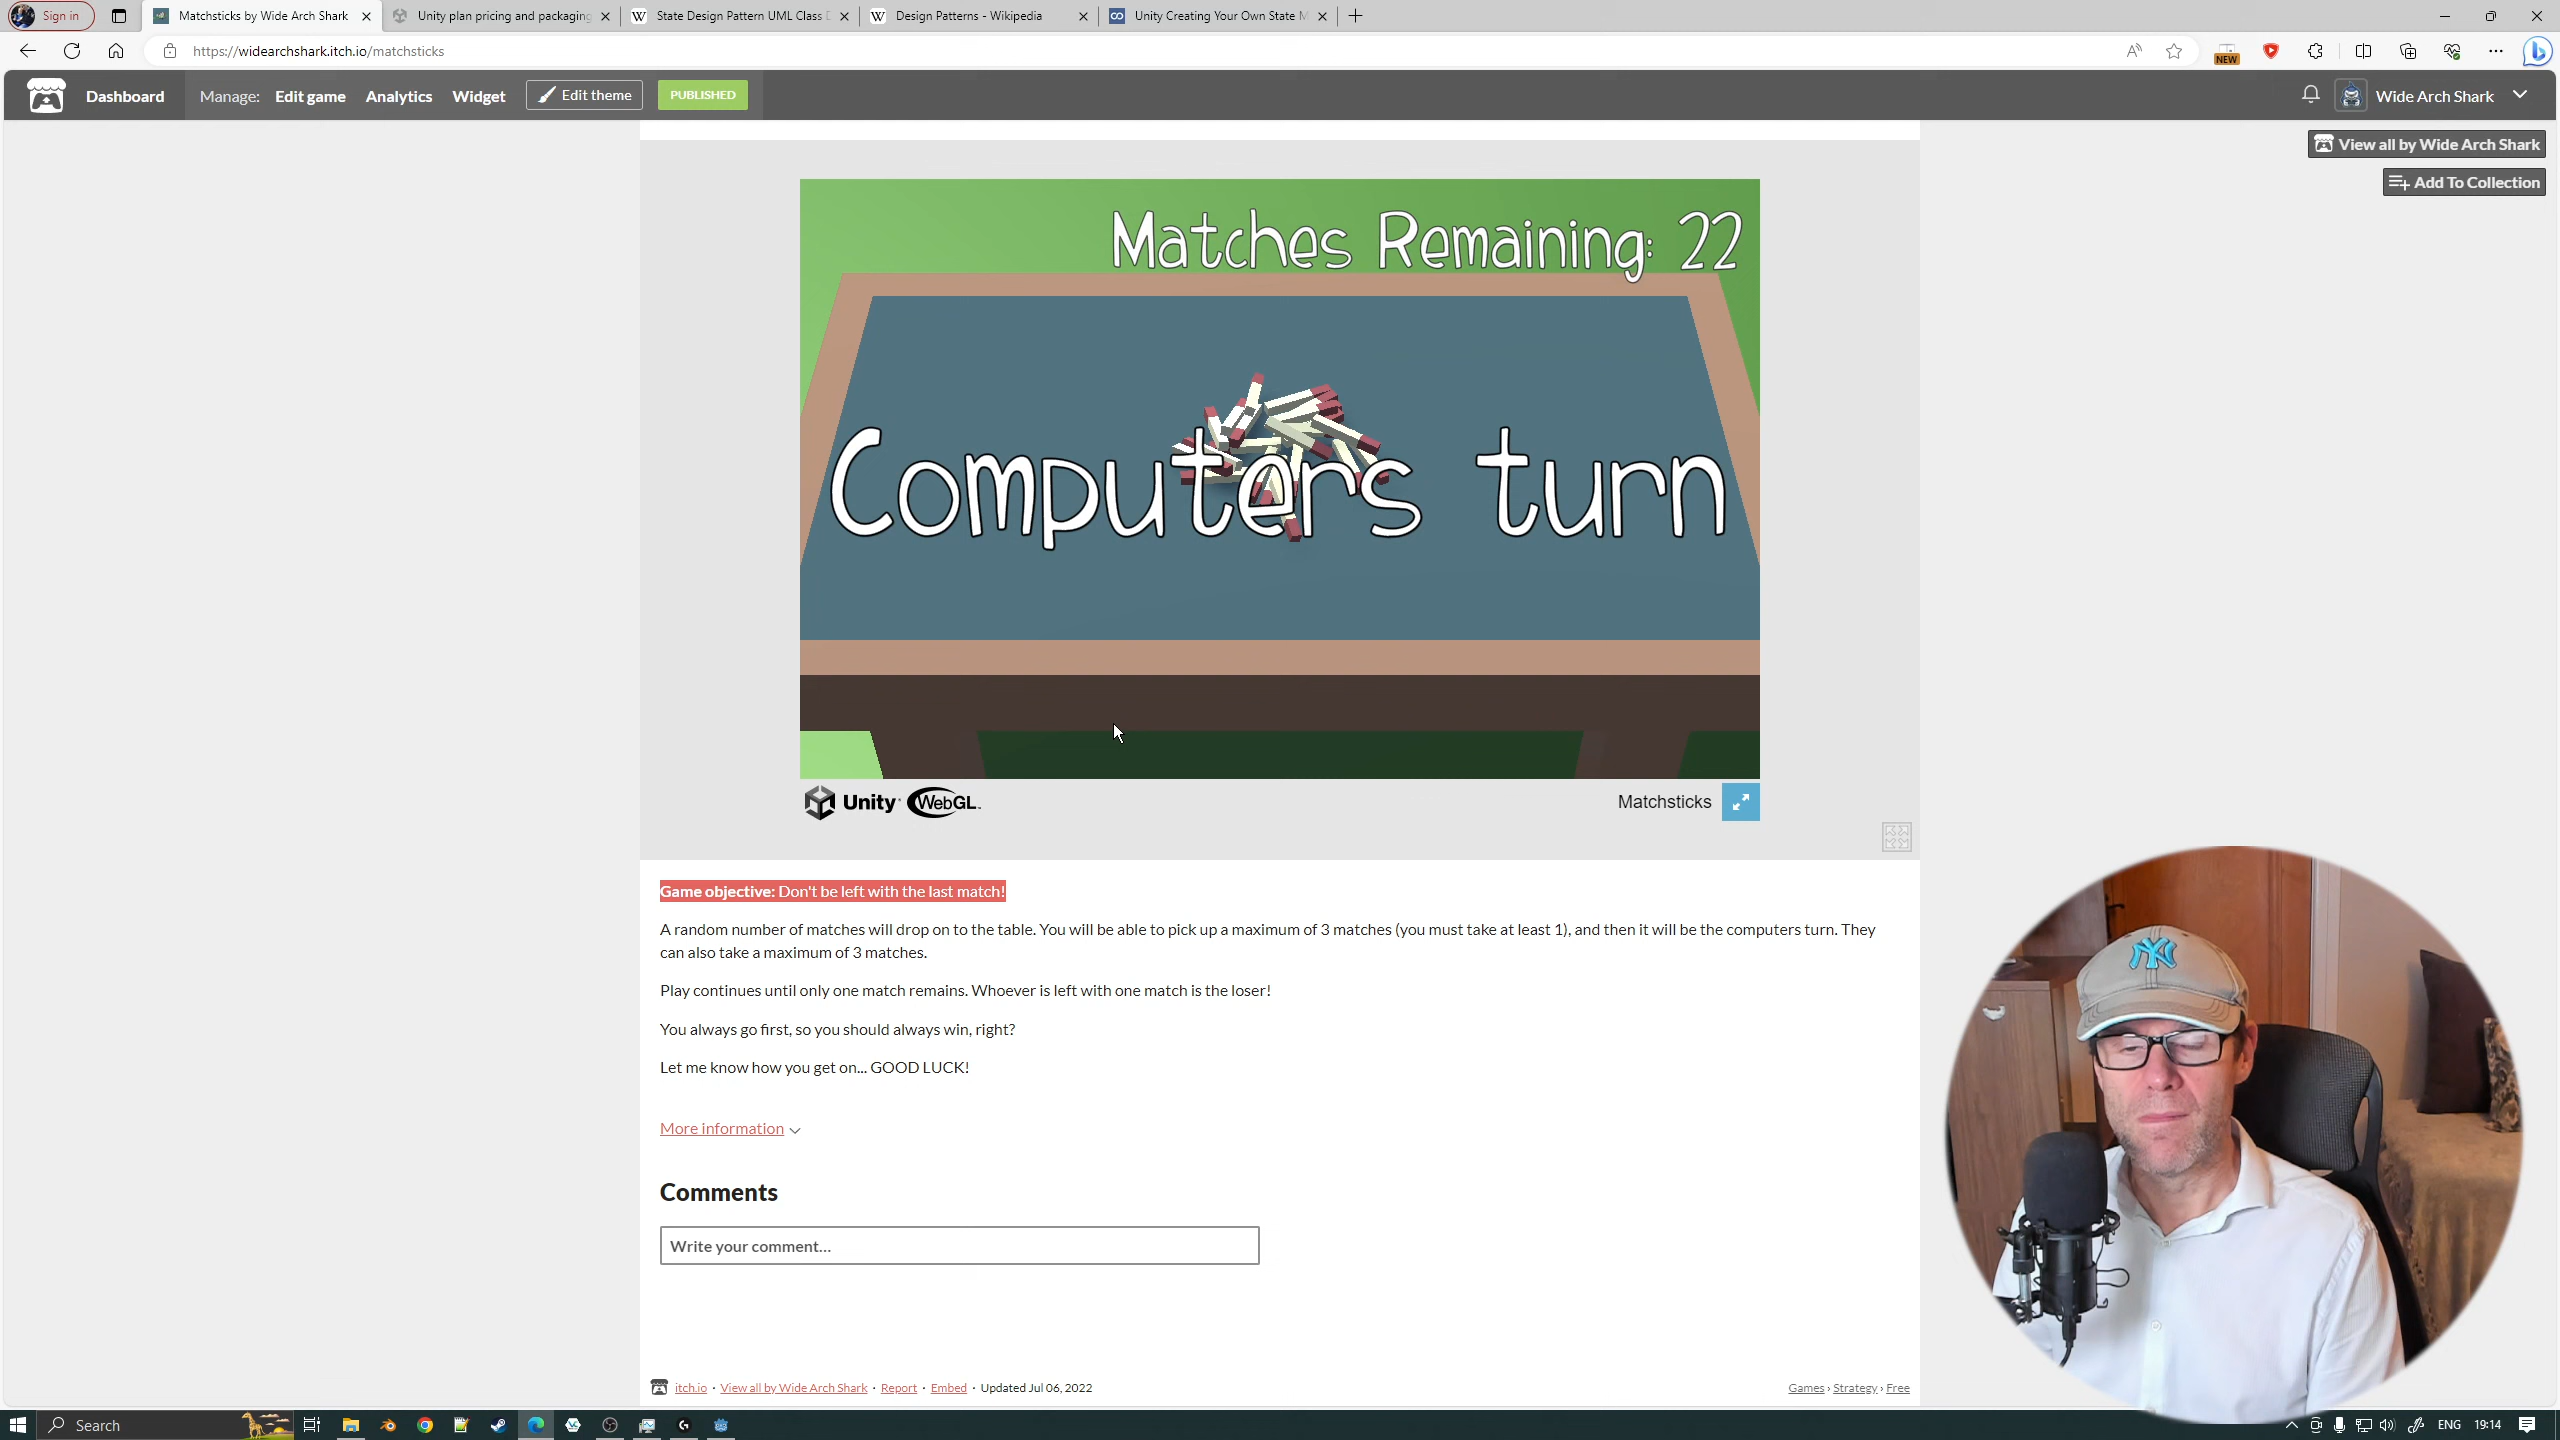 Sign in
Matchsticks by Wide Arch Shark
Unity plan pricing and packaging
State Design Pattern UML Class D
Design Patterns - Wikipedia
Unity Creating Your Own State M
https://widearchshark.itch.io/matchsticks
NEW
Dashboard
Manage:
Edit game
Analytics
Widget
Edit theme
PUBLISHED
Wide Arch Shark
View all by Wide Arch Shark
Add To Collection
Matches Remaining: 22
Computers turn
Unity WebGL
Matchsticks
Game objective: Don't be left with the last match!
A random number of matches will drop on to the table. You will be able to pick up a maximum of 3 matches (you must take at least 1), and then it will be the computers turn. They
can also take a maximum of 3 matches.
Play continues until only one match remains. Whoever is left with one match is the loser!
You always go first, so you should always win, right?
Let me know how you get on... GOOD LUCK!
More information
Comments
Write your comment...
NY
itch.io · View all by Wide Arch Shark · Report · Embed · Updated Jul 06, 2022
Games › Strategy › Free
Search
ENG
19:14